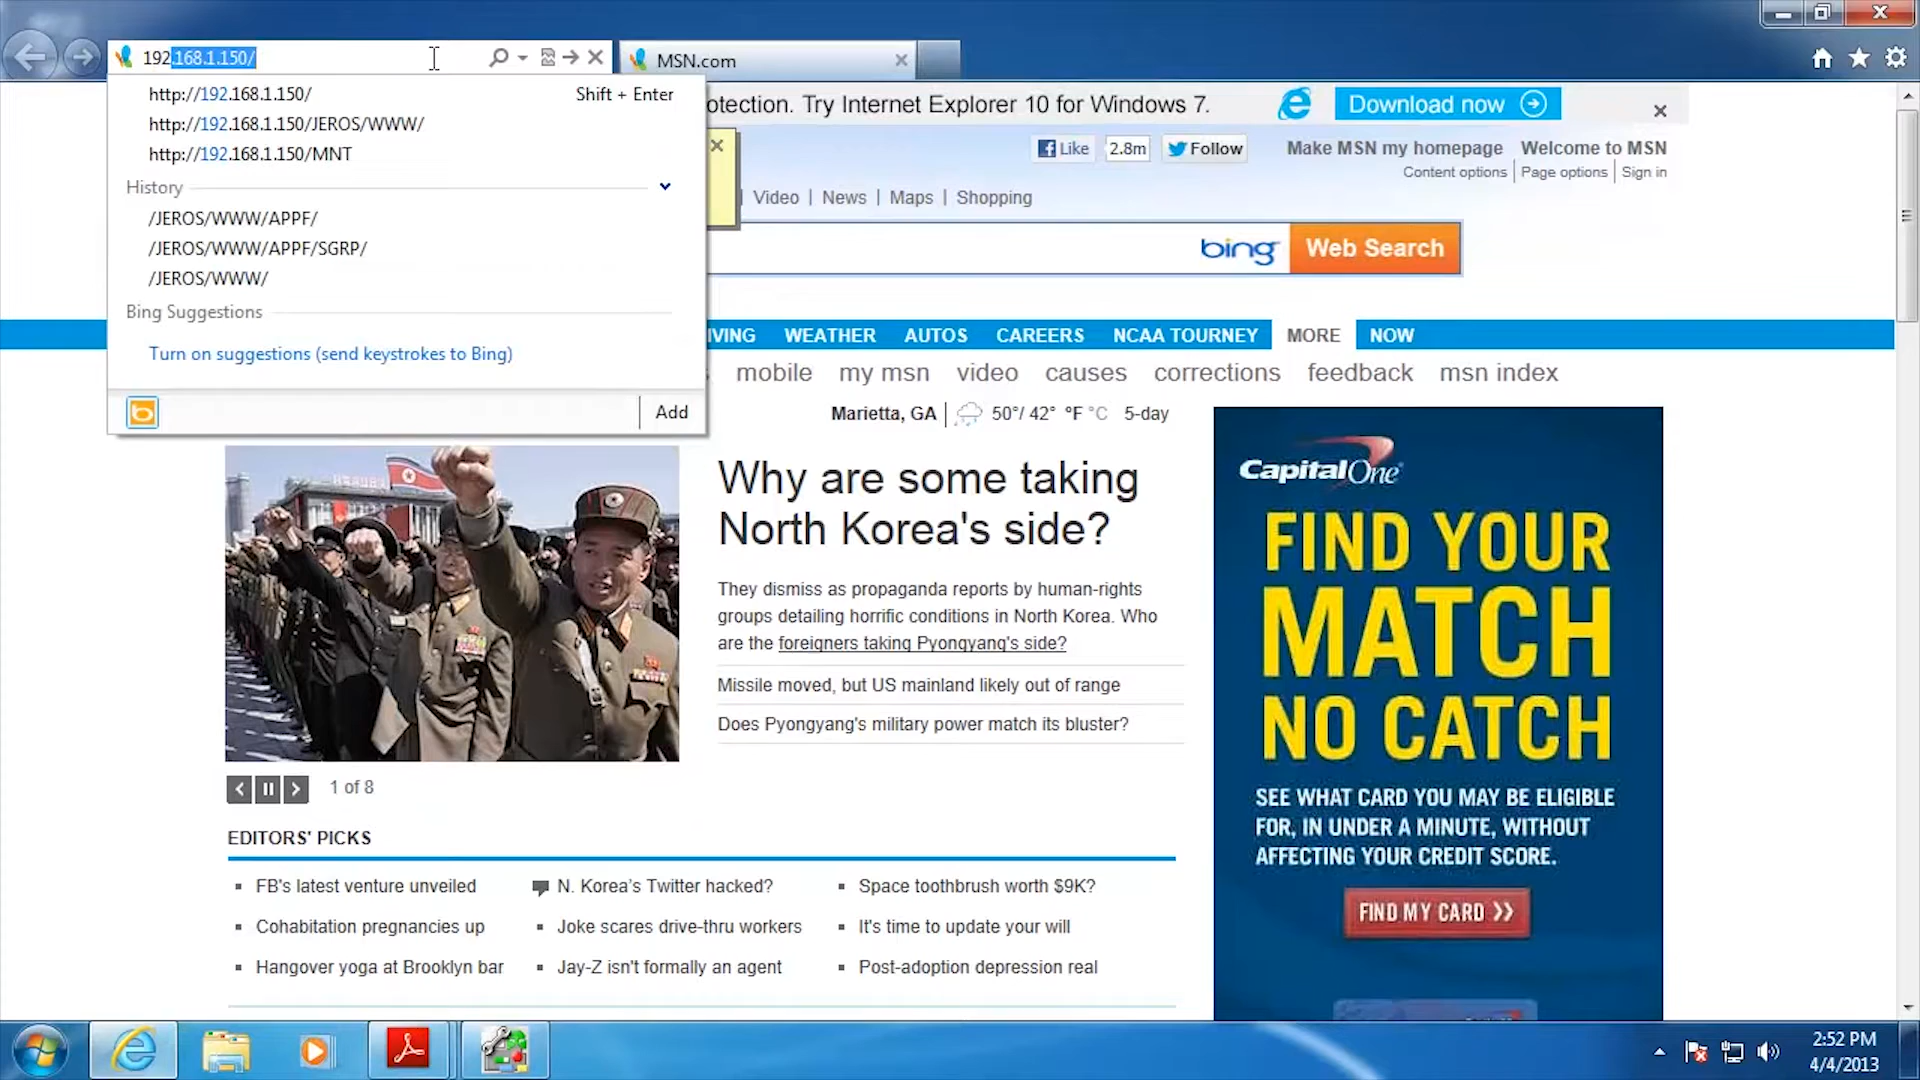 192.168.1.150/
MSN.com
http://192.168.1.150/ Shift + Enter
http://192.168.1.150/JEROS/WWW/
http://192.168.1.150/MNT
History
/JEROS/WWW/APPF/
/JEROS/WWW/APPF/SGRP/
/JEROS/WWW/
Bing Suggestions
Turn on suggestions (send keystrokes to Bing)
Add
otection. Try Internet Explorer 10 for Windows 7.
Download now
Like 2.8m Follow
Make MSN my homepage Welcome to MSN
Content options Page options Sign in
Video News Maps Shopping
bing Web Search
IVING WEATHER AUTOS CAREERS NCAA TOURNEY MORE NOW
mobile my msn video causes corrections feedback msn index
Marietta, GA 50°/ 42° °F °C 5-day
Why are some taking
North Korea's side?
They dismiss as propaganda reports by human-rights
groups detailing horrific conditions in North Korea. Who
are the foreigners taking Pyongyang's side?
Missile moved, but US mainland likely out of range
Does Pyongyang's military power match its bluster?
1 of 8
EDITORS' PICKS
FB's latest venture unveiled
Cohabitation pregnancies up
Hangover yoga at Brooklyn bar
N. Korea's Twitter hacked?
Joke scares drive-thru workers
Jay-Z isn't formally an agent
Space toothbrush worth $9K?
It's time to update your will
Post-adoption depression real
CapitalOne
FIND YOUR
MATCH
NO CATCH
SEE WHAT CARD YOU MAY BE ELIGIBLE
FOR, IN UNDER A MINUTE, WITHOUT
AFFECTING YOUR CREDIT SCORE.
FIND MY CARD
2:52 PM
4/4/2013